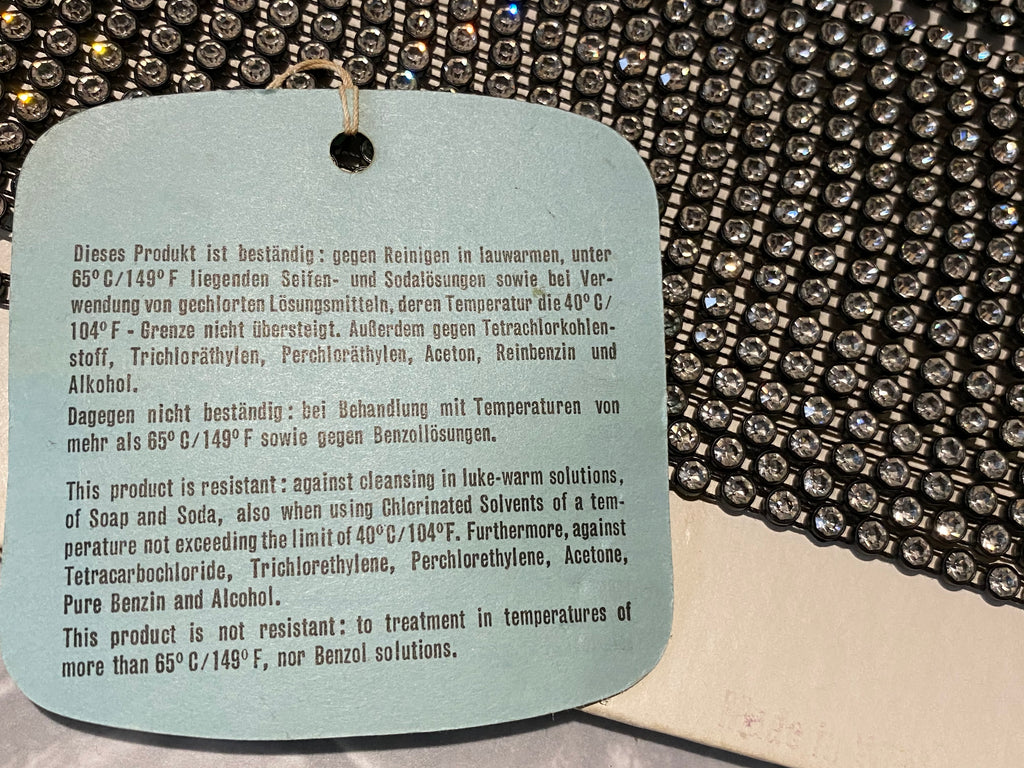 Dieses Produkt ist beständig: gegen Reinigen in lauwarmen, unter
65° C/149° F liegenden Seifen- und Sodalösungen sowie bei Ver-
wendung von gechlorten Lösungsmitteln, deren Temperatur die 40° C/
104° F - Grenze nicht übersteigt. Außerdem gegen Tetrachlorkohlen-
stoff, Trichloräthylen, Perchloräthylen, Aceton, Reinbenzin und
Alkohol.
Dagegen nicht beständig: bei Behandlung mit Temperaturen von
mehr als 65° C/149° F sowie gegen Benzollösungen.
This product is resistant: against cleansing in luke-warm solutions,
of Soap and Soda, also when using Chlorinated Solvents of a tem-
perature not exceeding the limit of 40°C/104°F. Furthermore, against
Tetracarbochloride, Trichlorethylene, Perchlorethylene, Acetone,
Pure Benzin and Alcohol.
This product is not resistant: to treatment in temperatures of
more than 65° C/149° F, nor Benzol solutions.